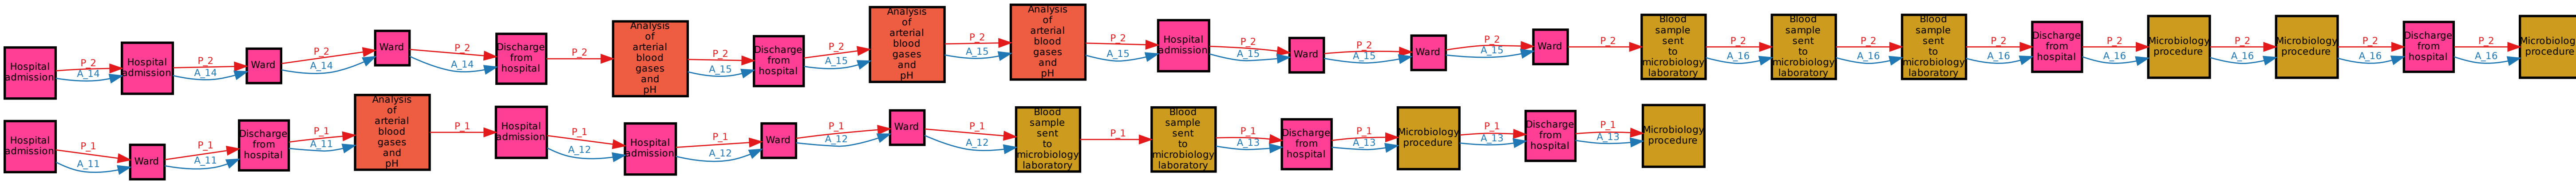 Hospital
admission
P_2
A_14
Hospital
admission
P_2
A_14
Ward
P_2
A_14
Ward
P_2
A_14
Discharge
from
hospital
P_2
Analysis
of
arterial
blood
gases
and
pH
P_2
A_15
Discharge
from
hospital
P_2
A_15
Analysis
of
arterial
blood
gases
and
pH
P_2
A_15
Analysis
of
arterial
blood
gases
and
pH
P_2
A_15
Hospital
admission
P_2
A_15
Ward
P_2
A_15
Ward
P_2
A_15
Ward
P_2
Blood
sample
sent
to
microbiology
laboratory
P_2
A_16
Blood
sample
sent
to
microbiology
laboratory
P_2
A_16
Blood
sample
sent
to
microbiology
laboratory
P_2
A_16
Discharge
from
hospital
P_2
A_16
Microbiology
procedure
P_2
A_16
Microbiology
procedure
P_2
A_16
Discharge
from
hospital
P_2
A_16
Microbiolog
procedure
Hospital
admission
P_1
A_11
Ward
P_1
A_11
Discharge
from
hospital
P_1
A_11
Analysis
of
arterial
blood
gases
and
pH
P_1
Hospital
admission
P_1
A_12
Hospital
admission
P_1
A_12
Ward
P_1
A_12
Ward
P_1
A_12
Blood
sample
sent
to
microbiology
laboratory
P_1
Blood
sample
sent
to
microbiology
laboratory
P_1
A_13
Discharge
from
hospital
P_1
A_13
Microbiology
procedure
P_1
A_13
Discharge
from
hospital
P_1
A_13
Microbiology
procedure